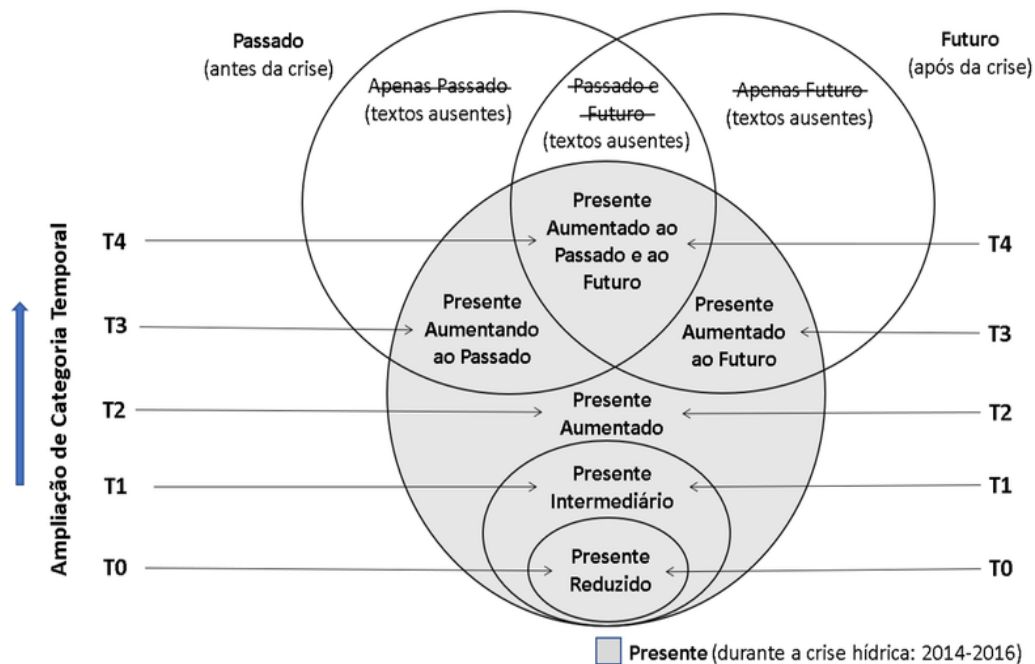 Passado
(antes da crise)
Futuro
(após da crise)
Apenas Passado
(textos ausentes)
Passado e
Futuro
(textos ausentes)
Apenas Futuro
(textos ausentes)
Ampliação de Categoria Temporal
T4
Presente
Aumentado ao
Passado e ao
Futuro
T4
T3
Presente
Aumentando
ao Passado
Presente
Aumentado
ao Futuro
T3
T2
Presente
Aumentado
T2
T1
Presente
Intermediário
T1
T0
Presente
Reduzido
T0
Presente (durante a crise hídrica: 2014-2016)